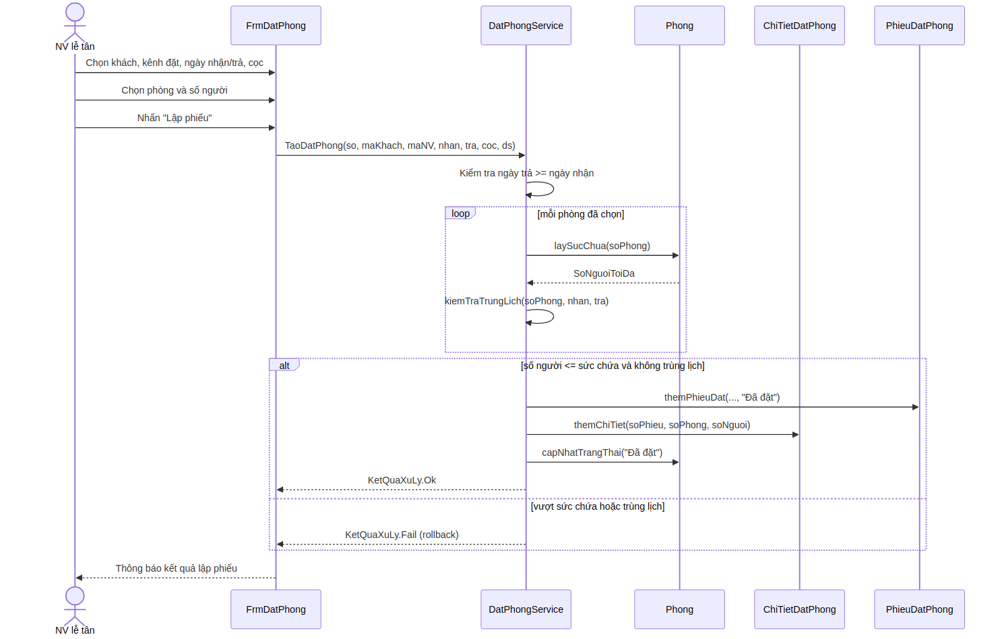 NV lễ tân
FrmDatPhong
DatPhongService
Phong
ChiTietDatPhong
PhieuDatPhong
Chọn khách, kênh đặt, ngày nhận/trả, cọc
Chọn phòng và số người
Nhấn "Lập phiếu"
TaoDatPhong(so, maKhach, maNV, nhan, tra, coc, ds)
Kiểm tra ngày trả >= ngày nhận
loop
[mỗi phòng đã chọn]
laySucChua(soPhong)
SoNguoiToiDa
kiemTraTrungLich(soPhong, nhan, tra)
alt
[số người <= sức chứa và không trùng lịch]
themPhieuDat(..., "Đã đặt")
themChiTiet(soPhieu, soPhong, soNguoi)
capNhatTrangThai("Đã đặt")
KetQuaXuLy.Ok
[vượt sức chứa hoặc trùng lịch]
KetQuaXuLy.Fail (rollback)
Thông báo kết quả lập phiếu
NV lễ tân
FrmDatPhong
DatPhongService
Phong
ChiTietDatPhong
PhieuDatPhong